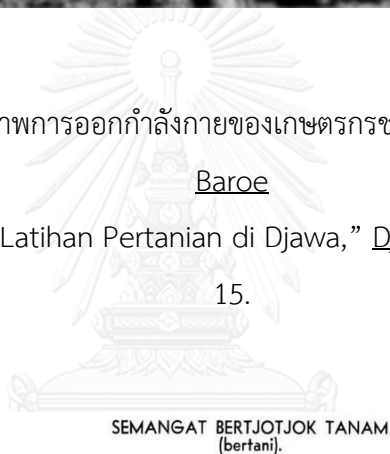 าพการออกกำลังกายของเกษตรกรช
Baroe
Latihan Pertanian di Djawa,” D
15.
SEMANGAT BERTJOTJOK TANAM
(bertani).